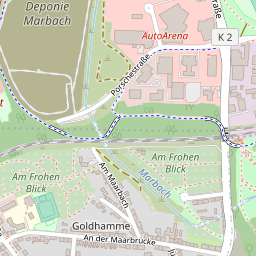 Deponie
Marbach
AutoArena
Porschestraße
K 2
Am Frohen
Blick
Am Frohen
Blick
Marbach
Am Maarbach
Goldhamme
An der Maarbrücke